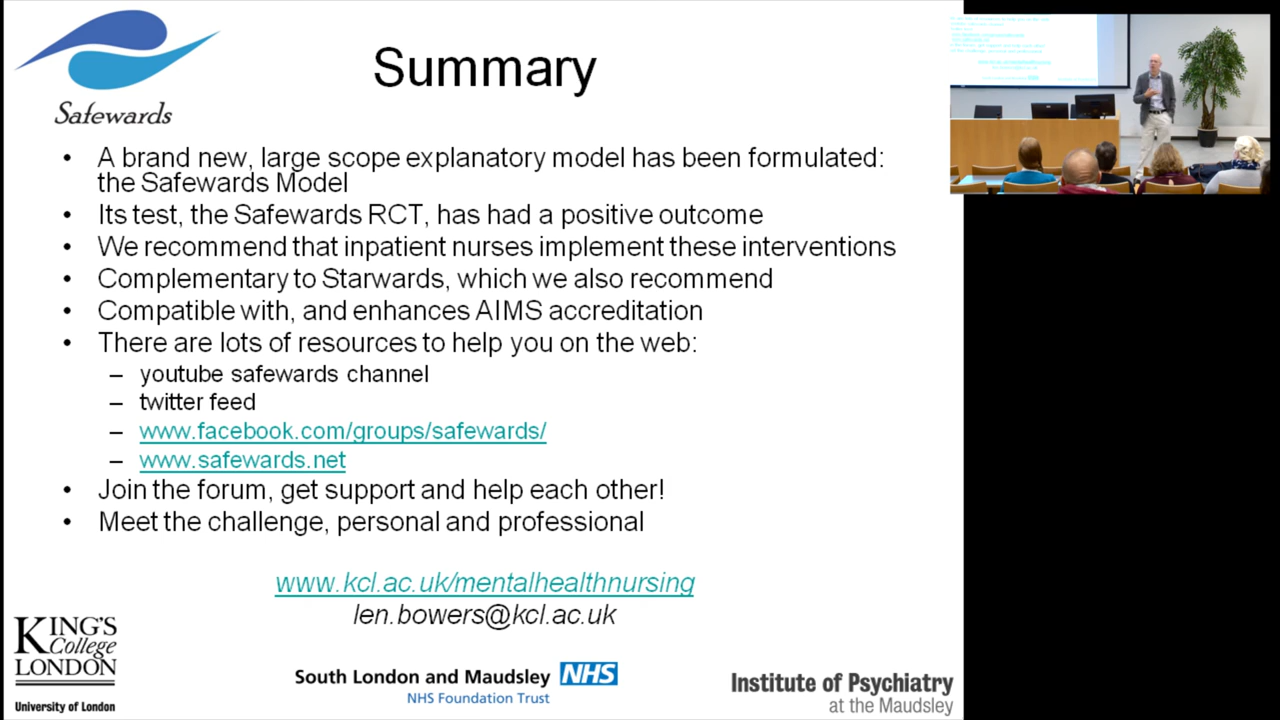 Safewards
Summary
• A brand new, large scope explanatory model has been formulated:
the Safewards Model
• Its test, the Safewards RCT, has had a positive outcome
• We recommend that inpatient nurses implement these interventions
• Complementary to Starwards, which we also recommend
• Compatible with, and enhances AIMS accreditation
• There are lots of resources to help you on the web:
– youtube safewards channel
– twitter feed
– www.facebook.com/groups/safewards/
– www.safewards.net
• Join the forum, get support and help each other!
• Meet the challenge, personal and professional
www.kcl.ac.uk/mentalhealthnursing
len.bowers@kcl.ac.uk
KING'S
College
LONDON
University of London
South London and Maudsley NHS
NHS Foundation Trust
Institute of Psychiatry
at the Maudsley